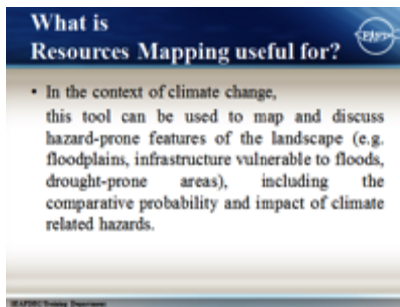 What is
Resources Mapping useful for?
• In the context of climate change,
this tool can be used to map and discuss
hazard-prone features of the landscape (e.g.
floodplains, infrastructure vulnerable to floods,
drought-prone areas), including the
comparative probability and impact of climate
related hazards.
Training Department